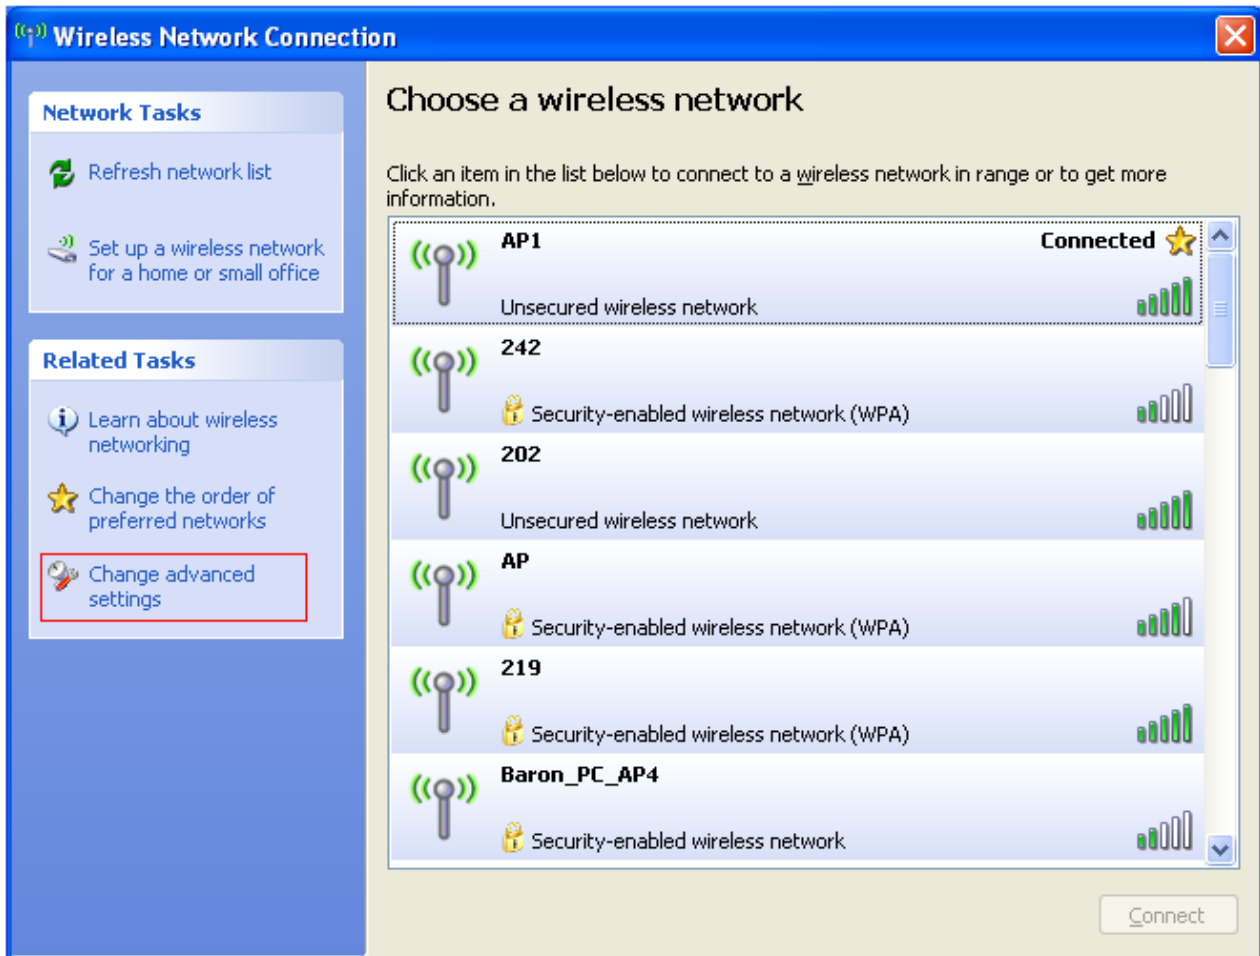 Wireless Network Connection
Network Tasks
Refresh network list
Set up a wireless network
for a home or small office
Related Tasks
Learn about wireless
networking
Change the order of
preferred networks
Change advanced
settings
Choose a wireless network
Click an item in the list below to connect to a wireless network in range or to get more
information.
AP1 Connected
Unsecured wireless network
242
Security-enabled wireless network (WPA)
202
Unsecured wireless network
AP
Security-enabled wireless network (WPA)
219
Security-enabled wireless network (WPA)
Baron_PC_AP4
Security-enabled wireless network
Connect